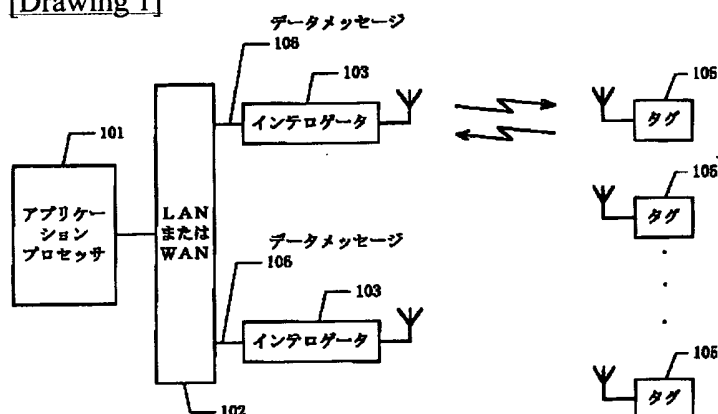 [Drawing 1]
データメッセージ
106
103
インテロゲータ
106
タグ
101
アプリケー
ション
プロセッサ
LAN
または
WAN
106
タグ
データメッセージ
106
103
インテロゲータ
105
タグ
102